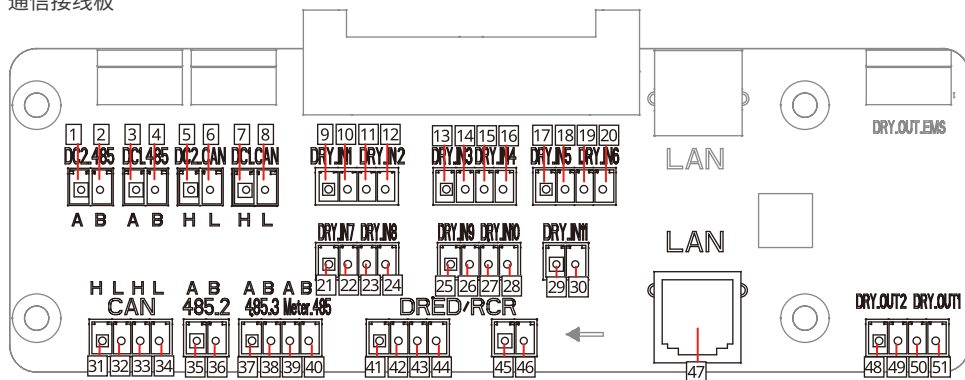 通信接线板
1 2 3 4 5 6 7 8 9 10 11 12 13 14 15 16 17 18 19 20
DC2.485 DC1.485 DC2.CAN DC1.CAN DRY.IN1 DRY.IN2 DRY.IN3 DRY.IN4 DRY.IN5 DRY.IN6
DRY.OUT.EMS
LAN
A B A B H L H L
DRY.IN7 DRY.IN8 DRY.IN9 DRY.IN10 DRY.IN11
LAN
21 22 23 24 25 26 27 28 29 30
H L H L A B A B A B
CAN 485.2 485.3 Meter.485 DRED/RCR
DRY.OUT2 DRY.OUT1
31 32 33 34 35 36 37 38 39 40 41 42 43 44 45 46 47 48 49 50 51